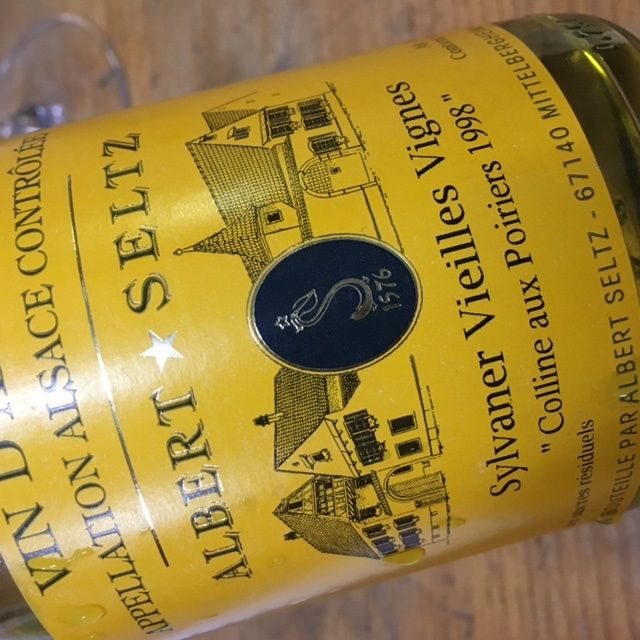 VIN D'A
APPELLATION ALSACE CONTRÔLÉE
ALBERT ★ SELTZ
S
1576
Sylvaner Vieilles Vignes
"Colline aux Poiriers 1998"
sucres résiduels
BOUTEILLE PAR ALBERT SELTZ - 67140 MITTELBERGHEIM